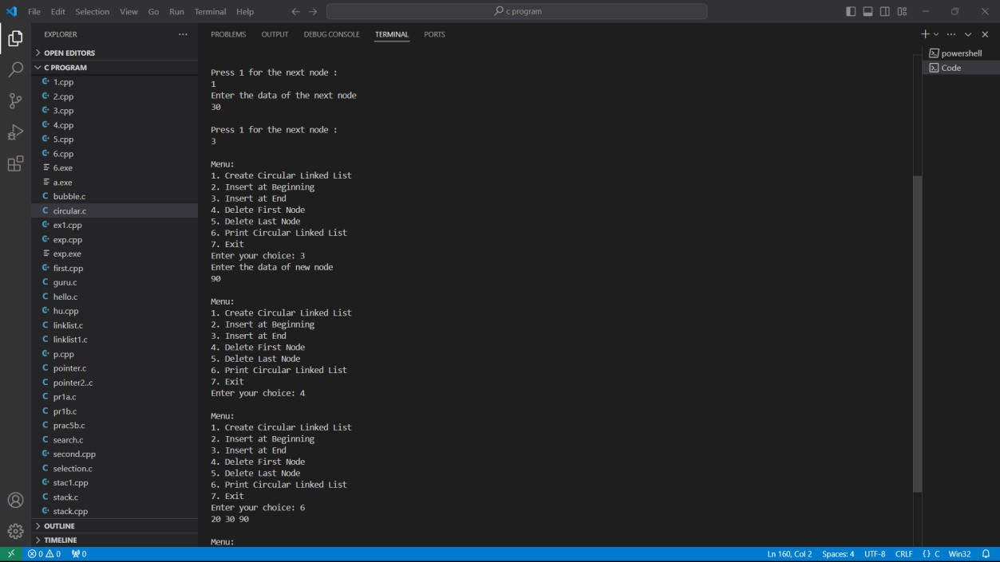 File Edit Selection View Go Run Terminal Help
c program
EXPLORER
OPEN EDITORS
C PROGRAM
1.cpp
2.cpp
3.cpp
4.cpp
5.cpp
6.cpp
6.exe
a.exe
C bubble.c
C circular.c
ex1.cpp
exp.cpp
exp.exe
first.cpp
C guru.c
C hello.c
hu.cpp
C linklist.c
C linklist1.c
p.cpp
C pointer.c
C pointer2..c
C pr1a.c
C pr1b.c
C prac5b.c
C search.c
second.cpp
C selection.c
stac1.cpp
C stack.c
stack.cpp
OUTLINE
TIMELINE
PROBLEMS OUTPUT DEBUG CONSOLE TERMINAL PORTS
Press 1 for the next node :
1
Enter the data of the next node
30
Press 1 for the next node :
3
Menu:
1. Create Circular Linked List
2. Insert at Beginning
3. Insert at End
4. Delete First Node
5. Delete Last Node
6. Print Circular Linked List
7. Exit
Enter your choice: 3
Enter the data of new node
90
Menu:
1. Create Circular Linked List
2. Insert at Beginning
3. Insert at End
4. Delete First Node
5. Delete Last Node
6. Print Circular Linked List
7. Exit
Enter your choice: 4
Menu:
1. Create Circular Linked List
2. Insert at Beginning
3. Insert at End
4. Delete First Node
5. Delete Last Node
6. Print Circular Linked List
7. Exit
Enter your choice: 6
20 30 90
Menu:
powershell
Code
0 0 0
Ln 160, Col 2 Spaces: 4 UTF-8 CRLF {} C Win32